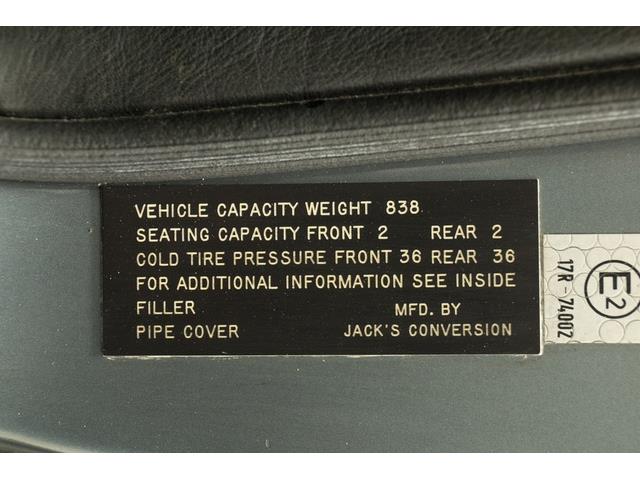 VEHICLE CAPACITY WEIGHT 838
SEATING CAPACITY FRONT 2 REAR 2
COLD TIRE PRESSURE FRONT 36 REAR 36
FOR ADDITIONAL INFORMATION SEE INSIDE
FILLER MFD. BY
PIPE COVER JACK'S CONVERSION
E2
17R-74002